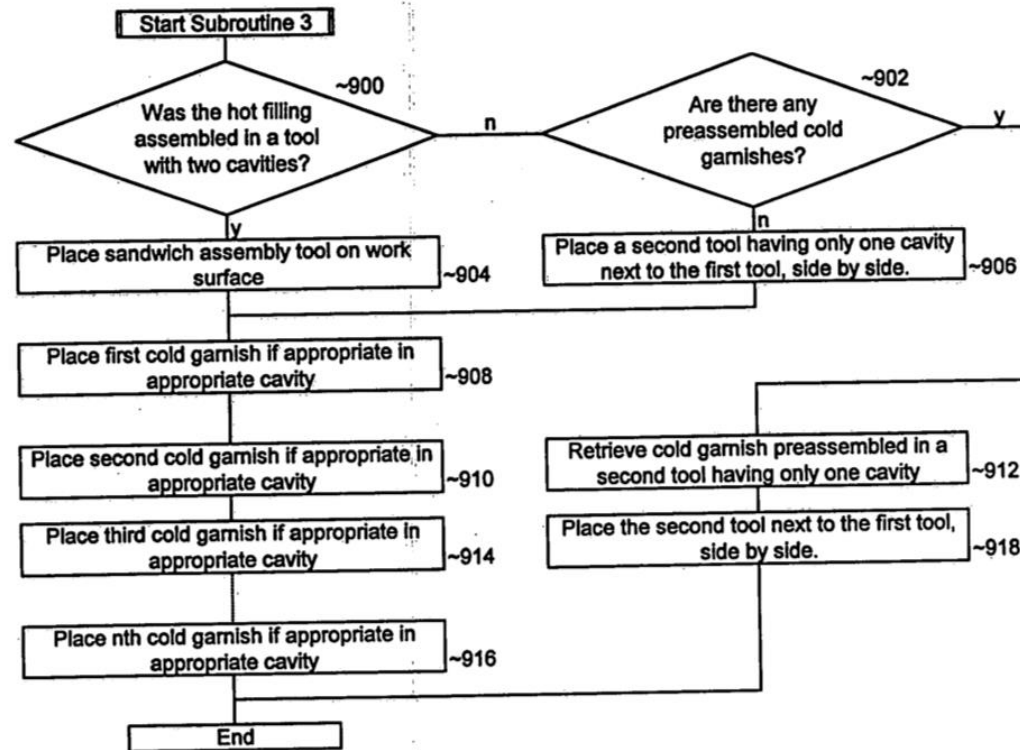 Start Subroutine 3
~900
Was the hot filling
assembled in a tool
with two cavities?
n
~902
Are there any
preassembled cold
garnishes?
y
y
Place sandwich assembly tool on work
surface
~904
n
Place a second tool having only one cavity
next to the first tool, side by side.
~906
Place first cold garnish if appropriate in
appropriate cavity
~908
Place second cold garnish if appropriate in
appropriate cavity
~910
Retrieve cold garnish preassembled in a
second tool having only one cavity
~912
Place third cold garnish if appropriate in
appropriate cavity
~914
Place the second tool next to the first tool,
side by side.
~918
Place nth cold garnish if appropriate in
appropriate cavity
~916
End